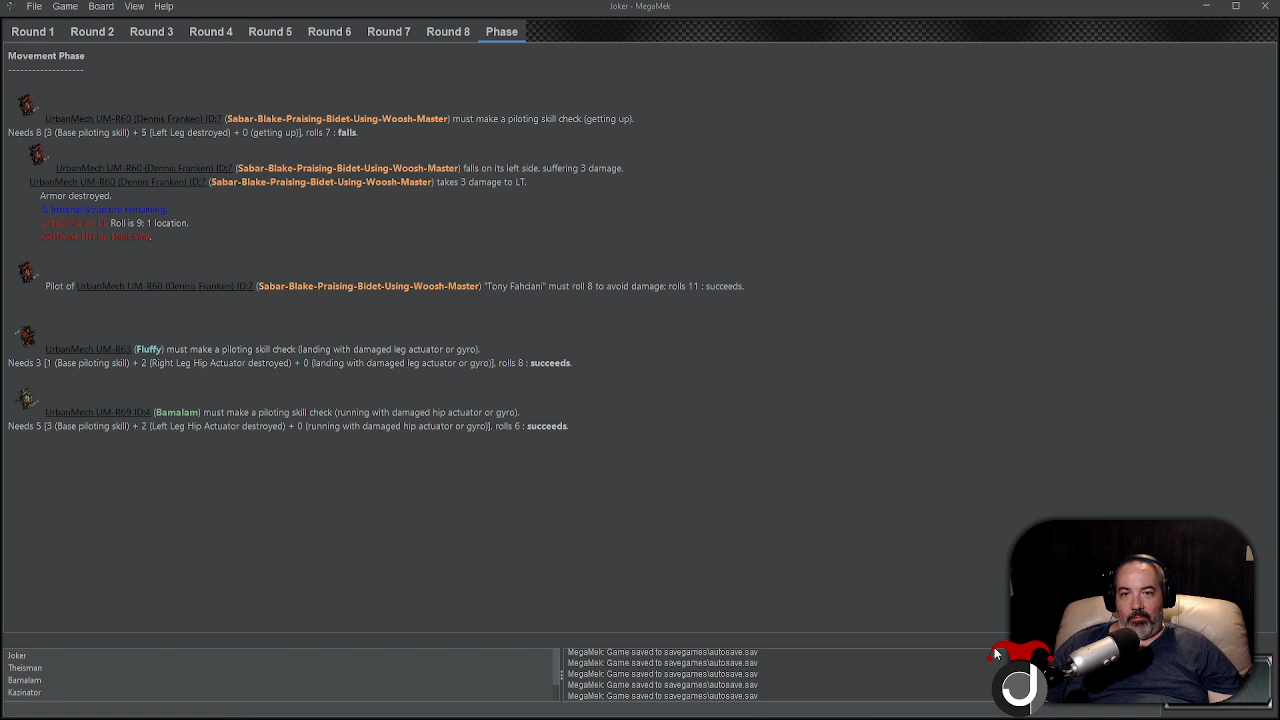 File Game Board View Help
Joker - MegaMek
Round 1 Round 2 Round 3 Round 4 Round 5 Round 6 Round 7 Round 8 Phase
Movement Phase
-------------------
UrbanMech UM-R60 (Dennis Franken) ID:7 (Sabar-Blake-Praising-Bidet-Using-Woosh-Master) must make a piloting skill check (getting up).
Needs 8 [3 (Base piloting skill) + 5 (Left Leg destroyed) + 0 (getting up)], rolls 7 : falls.
UrbanMech UM-R60 (Dennis Franken) ID:7 (Sabar-Blake-Praising-Bidet-Using-Woosh-Master) falls on its left side, suffering 3 damage.
UrbanMech UM-R60 (Dennis Franken) ID:7 (Sabar-Blake-Praising-Bidet-Using-Woosh-Master) takes 3 damage to LT.
Armor destroyed.
5 Internal Structure remaining.
Roll is 9; 1 location.
CRITICAL HIT on Heat Sink.
Pilot of UrbanMech UM-R60 (Dennis Franken) ID:7 (Sabar-Blake-Praising-Bidet-Using-Woosh-Master) "Tony Fahciani" must roll 8 to avoid damage; rolls 11 : succeeds.
UrbanMech UM-R63 (Fluffy) must make a piloting skill check (landing with damaged leg actuator or gyro).
Needs 3 [1 (Base piloting skill) + 2 (Right Leg Hip Actuator destroyed) + 0 (landing with damaged leg actuator or gyro)], rolls 8 : succeeds.
UrbanMech UM-R69 ID:4 (Bamalam) must make a piloting skill check (running with damaged hip actuator or gyro).
Needs 5 [3 (Base piloting skill) + 2 (Left Leg Hip Actuator destroyed) + 0 (running with damaged hip actuator or gyro)], rolls 6 : succeeds.
Joker
Theisman
Bamalam
Kazinator
MegaMek: Game saved to savegames\autosave.sav
MegaMek: Game saved to savegames\autosave.sav
MegaMek: Game saved to savegames\autosave.sav
MegaMek: Game saved to savegames\autosave.sav
MegaMek: Game saved to savegames\autosave.sav